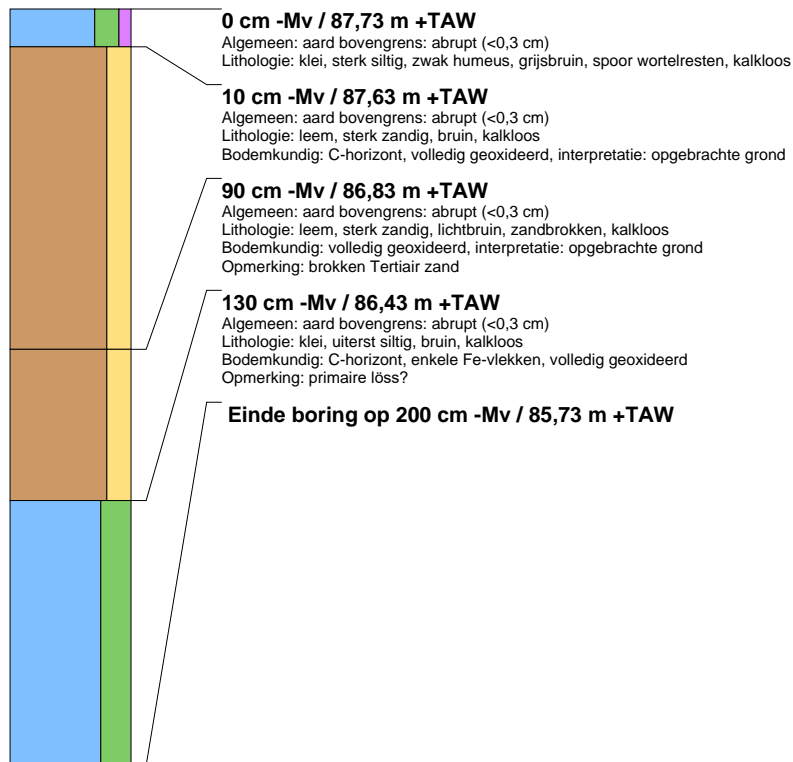 0 cm -Mv / 87,73 m +TAW
Algemeen: aard bovengrens: abrupt (<0,3 cm)
Lithologie: klei, sterk siltig, zwak humeus, grijsbruin, spoor wortelresten, kalkloos
10 cm -Mv / 87,63 m +TAW
Algemeen: aard bovengrens: abrupt (<0,3 cm)
Lithologie: leem, sterk zandig, bruin, kalkloos
Bodemkundig: C-horizont, volledig geoxideerd, interpretatie: opgebrachte grond
90 cm -Mv / 86,83 m +TAW
Algemeen: aard bovengrens: abrupt (<0,3 cm)
Lithologie: leem, sterk zandig, lichtbruin, zandbrokken, kalkloos
Bodemkundig: volledig geoxideerd, interpretatie: opgebrachte grond
Opmerking: brokken Tertiair zand
130 cm -Mv / 86,43 m +TAW
Algemeen: aard bovengrens: abrupt (<0,3 cm)
Lithologie: klei, uiterst siltig, bruin, kalkloos
Bodemkundig: C-horizont, enkele Fe-vlekken, volledig geoxideerd
Opmerking: primaire löss?
Einde boring op 200 cm -Mv / 85,73 m +TAW